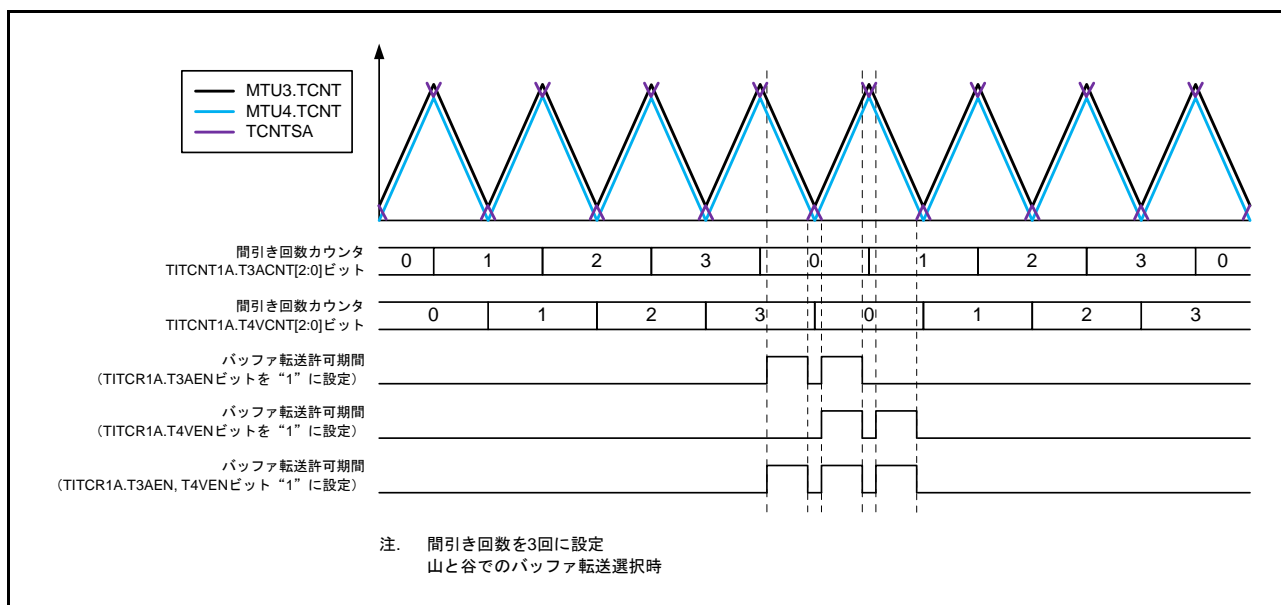 MTU3.TCNT
MTU4.TCNT
TCNTSA
間引き回数カウンタ
TITCNT1A.T3ACNT[2:0]ビット
0 1 2 3 0 1 2 3 0
間引き回数カウンタ
TITCNT1A.T4VCNT[2:0]ビット
0 1 2 3 0 1 2 3
バッファ転送許可期間
(TITCR1A.T3AENビットを“1”に設定)
バッファ転送許可期間
(TITCR1A.T4VENビットを“1”に設定)
バッファ転送許可期間
(TITCR1A.T3AEN, T4VENビット“1”に設定)
注. 間引き回数を3回に設定
山と谷でのバッファ転送選択時